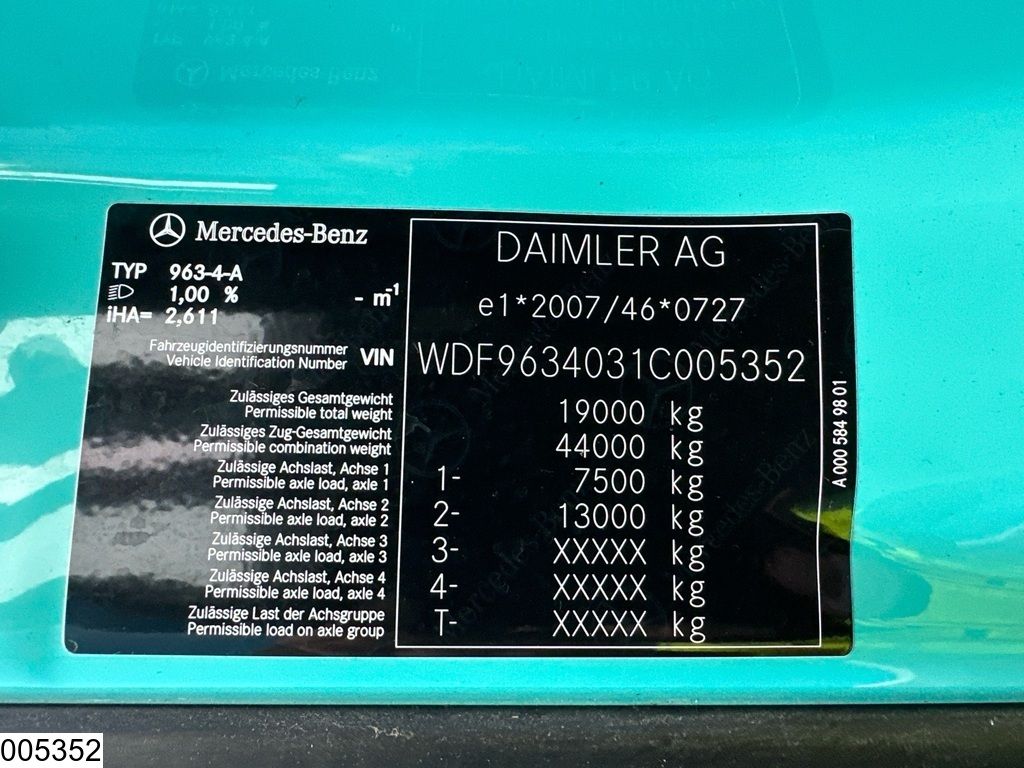 Mercedes-Benz
TYP 963-4-A
1,00 % - m⁻¹
iHA= 2,611
DAIMLER AG
e1*2007/46*0727
Fahrzeugidentifizierungsnummer
Vehicle Identification Number VIN WDF9634031C005352
Zulässiges Gesamtgewicht
Permissible total weight 19000 kg
Zulässiges Zug-Gesamtgewicht
Permissible combination weight 44000 kg
Zulässige Achslast, Achse 1
Permissible axle load, axle 1 1- 7500 kg
Zulässige Achslast, Achse 2
Permissible axle load, axle 2 2- 13000 kg
Zulässige Achslast, Achse 3
Permissible axle load, axle 3 3- XXXXX kg
Zulässige Achslast, Achse 4
Permissible axle load, axle 4 4- XXXXX kg
Zulässige Last der Achsgruppe
Permissible load on axle group T- XXXXX kg
A 000 584 98 01
005352